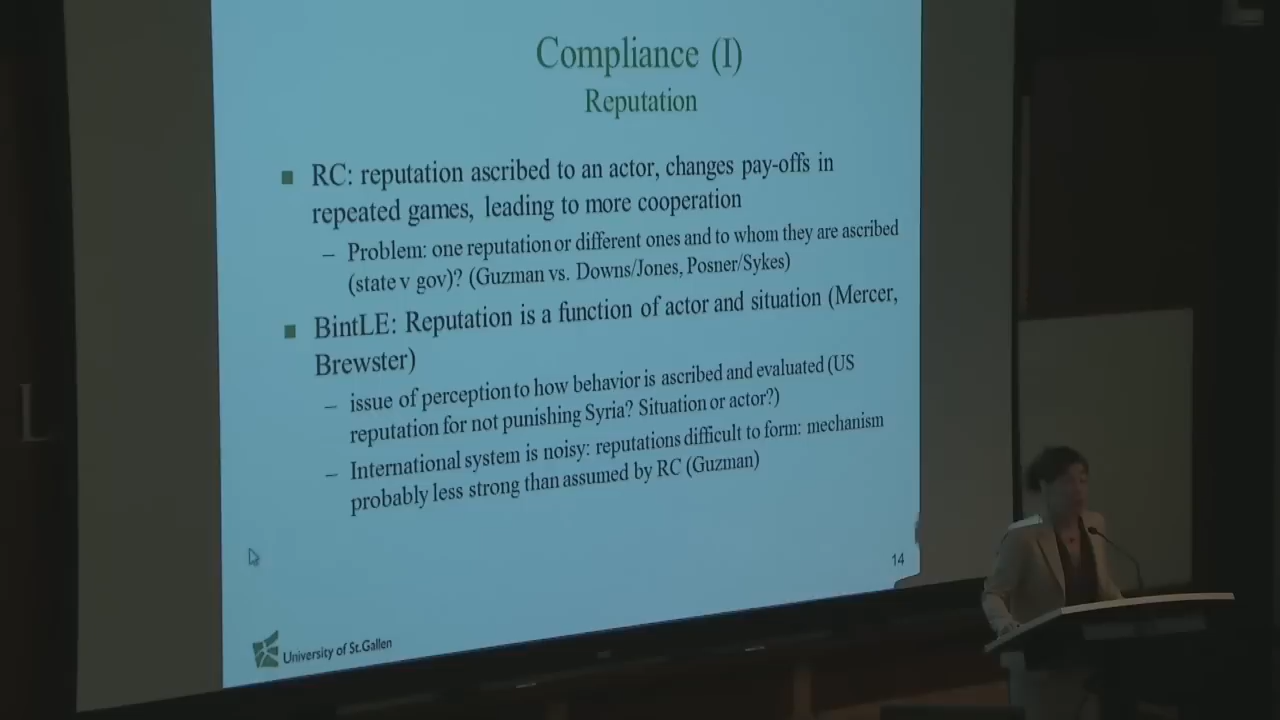 Compliance (I)
Reputation
■ RC: reputation ascribed to an actor, changes pay-offs in
repeated games, leading to more cooperation
– Problem: one reputation or different ones and to whom they are ascribed
(state v gov)? (Guzman vs. Downs/Jones, Posner/Sykes)
■ BintLE: Reputation is a function of actor and situation (Mercer,
Brewster)
– issue of perception to how behavior is ascribed and evaluated (US
reputation for not punishing Syria? Situation or actor?)
– International system is noisy: reputations difficult to form: mechanism
probably less strong than assumed by RC (Guzman)
14
University of St.Gallen